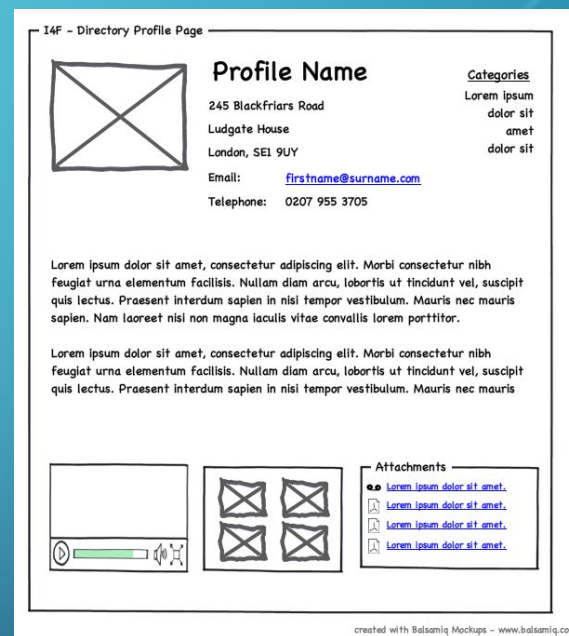 I4F - Directory Profile Page
Profile Name
245 Blackfriars Road
Ludgate House
London, SE1 9UY
Email: firstname@surname.com
Telephone: 0207 955 3705
Categories
Lorem ipsum
dolor sit
amet
dolor sit
Lorem ipsum dolor sit amet, consectetur adipiscing elit. Morbi consectetur nibh
feugiat urna elementum facilisis. Nullam diam arcu, lobortis ut tincidunt vel, suscipit
quis lectus. Praesent interdum sapien in nisi tempor vestibulum. Mauris nec mauris
sapien. Nam laoreet nisi non magna iaculis vitae convallis lorem porttitor.
Lorem ipsum dolor sit amet, consectetur adipiscing elit. Morbi consectetur nibh
feugiat urna elementum facilisis. Nullam diam arcu, lobortis ut tincidunt vel, suscipit
quis lectus. Praesent interdum sapien in nisi tempor vestibulum. Mauris nec mauris
Attachments
Lorem ipsum dolor sit amet.
Lorem ipsum dolor sit amet.
Lorem ipsum dolor sit amet.
Lorem ipsum dolor sit amet.
created with Balsamiq Mockups - www.balsamiq.co